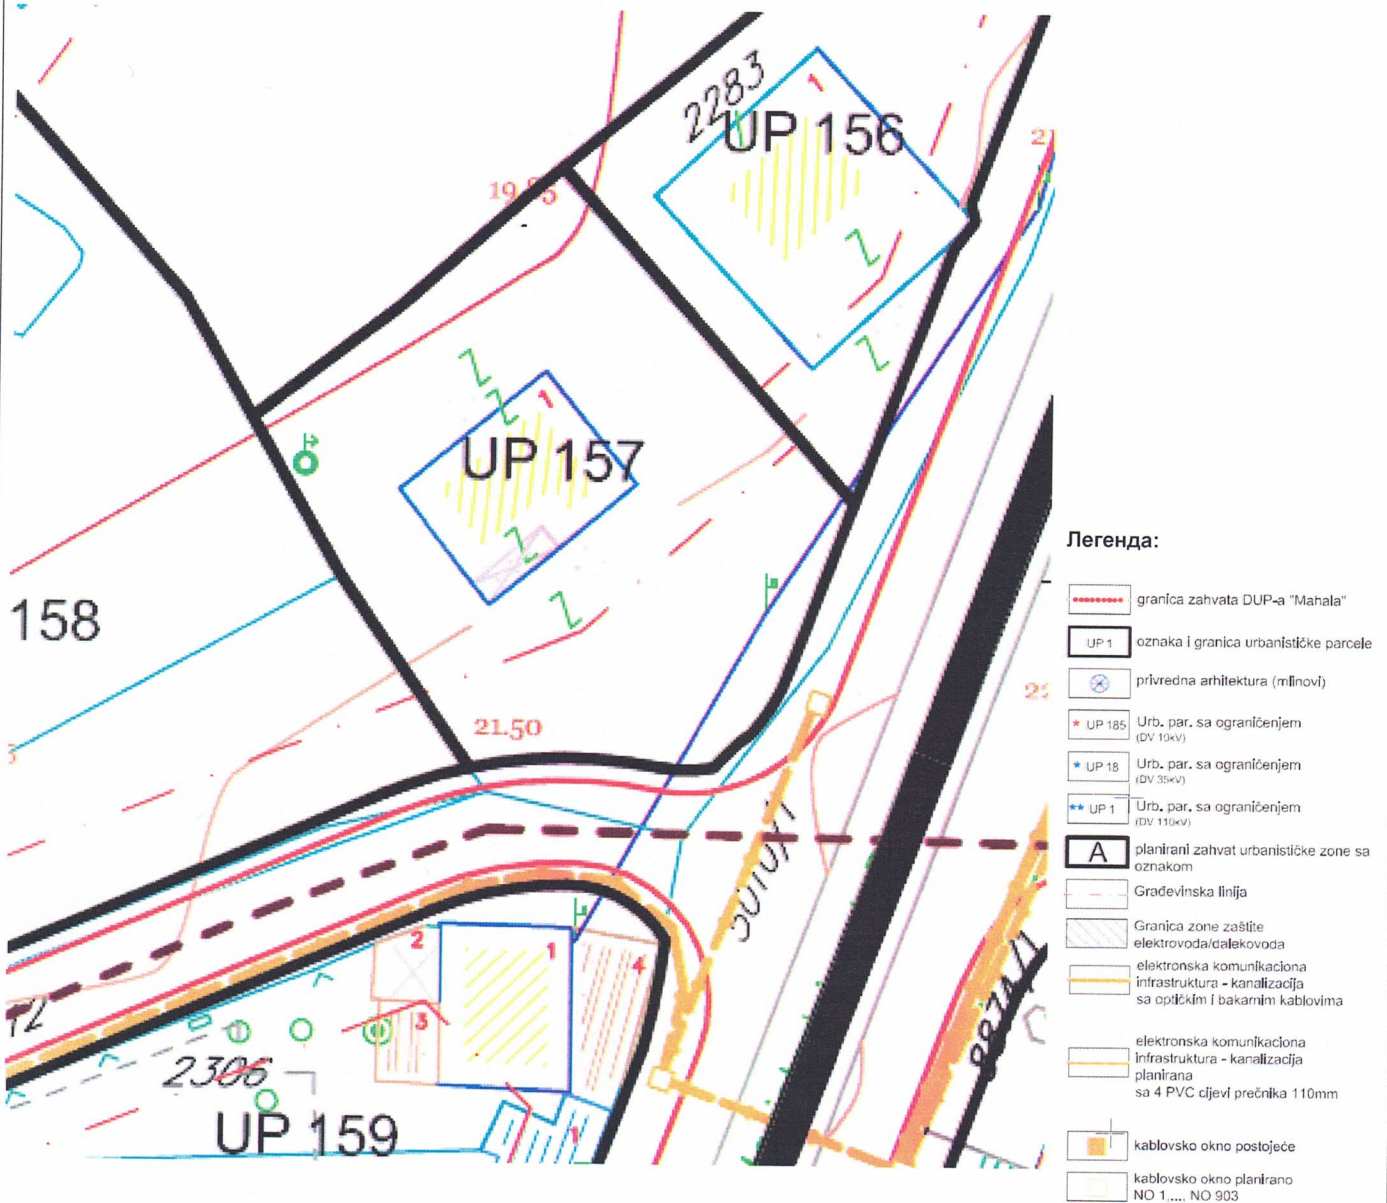 2283
UP 156
19.85
1
UP 157
1
158
21.50
2
1
4
3
2306
UP 159
1
Легенда:
granica zahvata DUP-a "Mahala"
UP 1 oznaka i granica urbanističke parcele
privredna arhitektura (mlinovi)
* UP 185 Urb. par. sa ograničenjem
(DV 10kV)
* UP 18 Urb. par. sa ograničenjem
(DV 35kV)
** UP 1 Urb. par. sa ograničenjem
(DV 110kV)
A planirani zahvat urbanističke zone sa
oznakom
Građevinska linija
Granica zone zaštite
elektrovoda/dalekovoda
elektronska komunikaciona
infrastruktura - kanalizacija
sa optičkim i bakarnim kablovima
elektronska komunikaciona
infrastruktura - kanalizacija
planirana
sa 4 PVC cijevi prečnika 110mm
kablovsko okno postojeće
kablovsko okno planirano
NO 1,..., NO 903